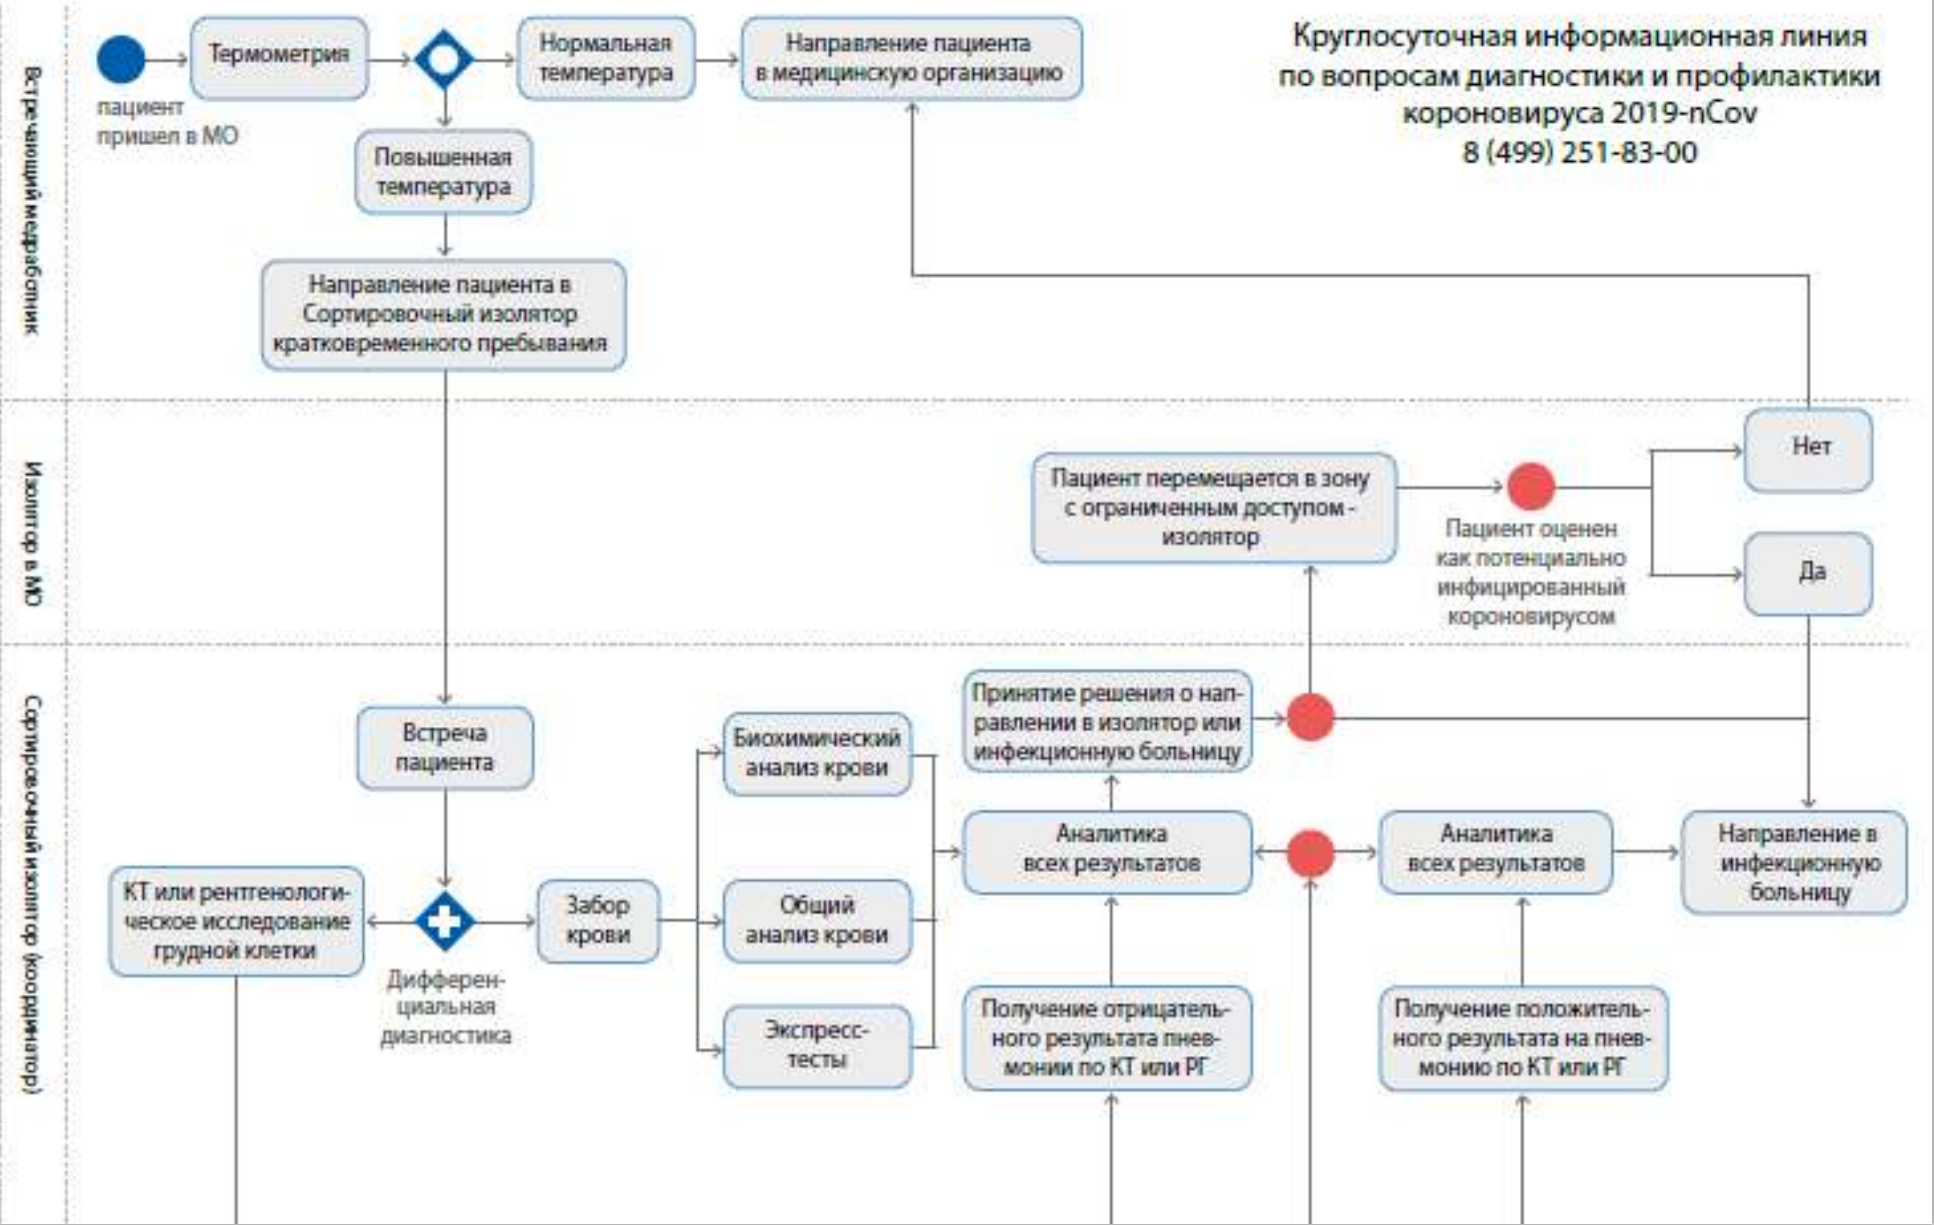 Встречающий медработник
пациент
пришел в МО
Термометрия
Нормальная
температура
Направление пациента
в медицинскую организацию
Круглосуточная информационная линия
по вопросам диагностики и профилактики
короновируса 2019-nCov
8 (499) 251-83-00
Повышенная
температура
Направление пациента в
Сортировочный изолятор
кратковременного пребывания
Изолятор в МО
Пациент перемещается в зону
с ограниченным доступом -
изолятор
Пациент оценен
как потенциально
инфицированный
короновирусом
Нет
Да
Сортировочный изолятор (координатор)
Встреча
пациента
КТ или рентгенологи-
ческое исследование
грудной клетки
Дифферен-
циальная
диагностика
Забор
крови
Биохимический
анализ крови
Общий
анализ крови
Экспресс-
тесты
Принятие решения о нап-
равлении в изолятор или
инфекционную больницу
Аналитика
всех результатов
Получение отрицатель-
ного результата пнев-
монии по КТ или РГ
Аналитика
всех результатов
Получение положитель-
ного результата на пнев-
монию по КТ или РГ
Направление в
инфекционную
больницу